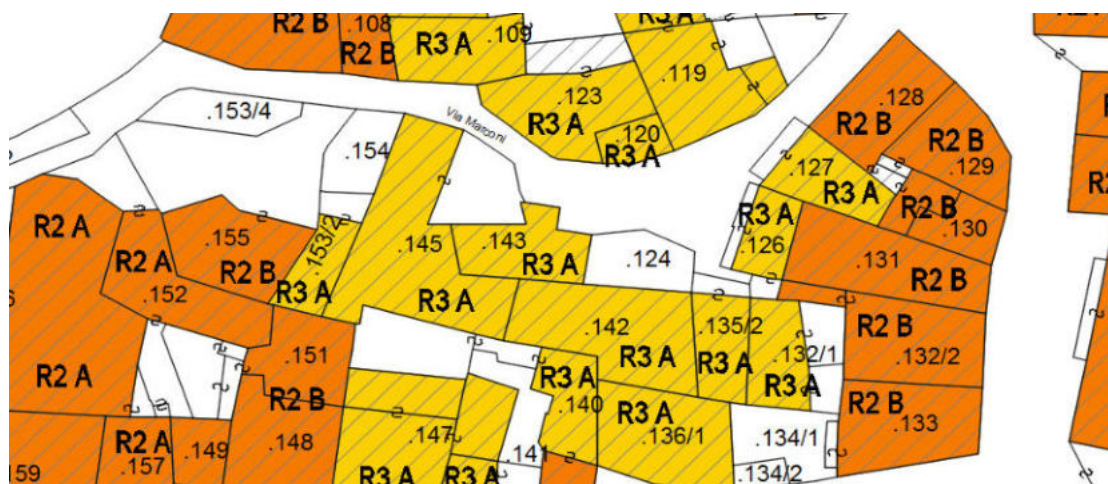 R2 B
.108
R2 B
R3 A
.109
R3 A
.119
.123
R3 A
.120
R3 A
Via Marconi
.153/4
.154
.128
R2 B
R2 B
.129
.127
R3 A
R2 B
.130
R3 A
.126
.131
R2 B
R2 A
.155
R2 B
R2 A
.152
.153/2
R3 A
.145
R3 A
.143
R3 A
.124
.142
R3 A
.135/2
R3 A
.132/1
R3 A
R2 B
.132/2
R2 B
.133
R2 A
.151
R2 B
.148
R2 A
.157
.149
159
.147
R3 A
R3 A
.141
R3 A
.140
R3 A
.136/1
.134/1
.134/2